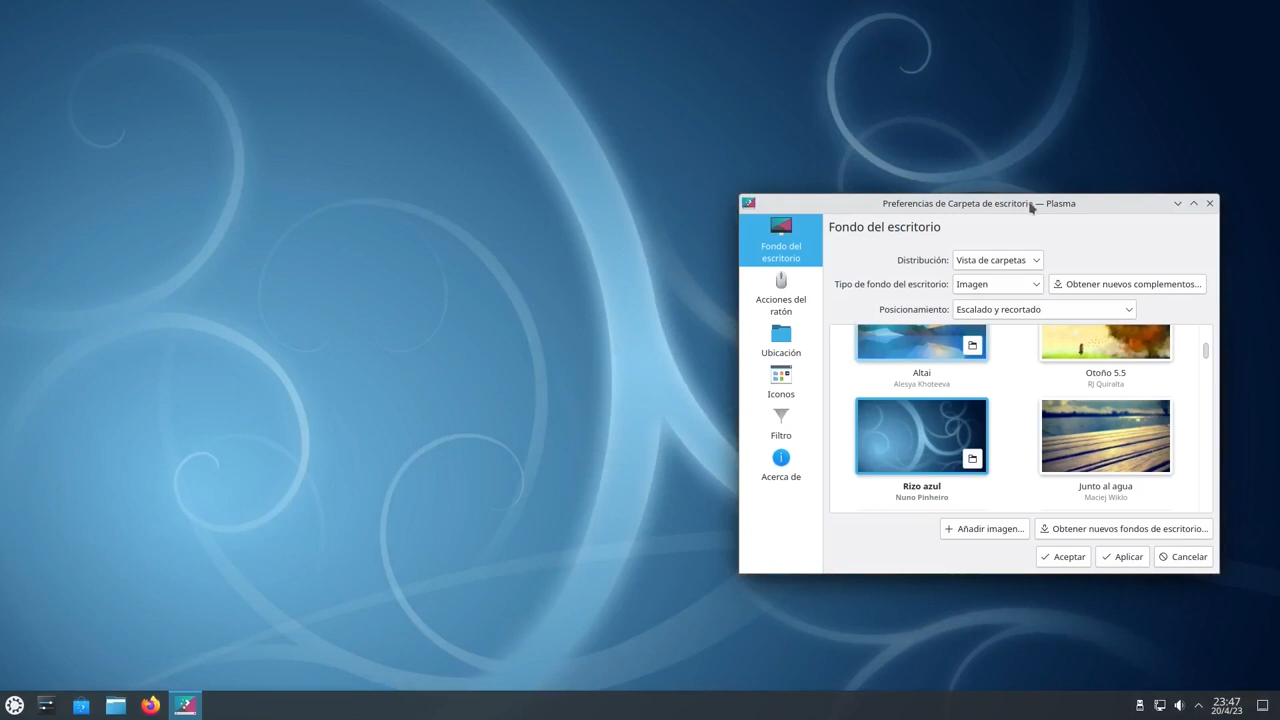 Preferencias de Carpeta de escritorio — Plasma
Fondo del
escritorio
Acciones del
ratón
Ubicación
Iconos
Filtro
Acerca de
Fondo del escritorio
Distribución: Vista de carpetas
Tipo de fondo del escritorio: Imagen Obtener nuevos complementos...
Posicionamiento: Escalado y recortado
Altai
Alesya Khoteeva
Otoño 5.5
RJ Quiralta
Rizo azul
Nuno Pinheiro
Junto al agua
Maciej Wiklo
Añadir imagen... Obtener nuevos fondos de escritorio...
Aceptar Aplicar Cancelar
23:47
20/4/23